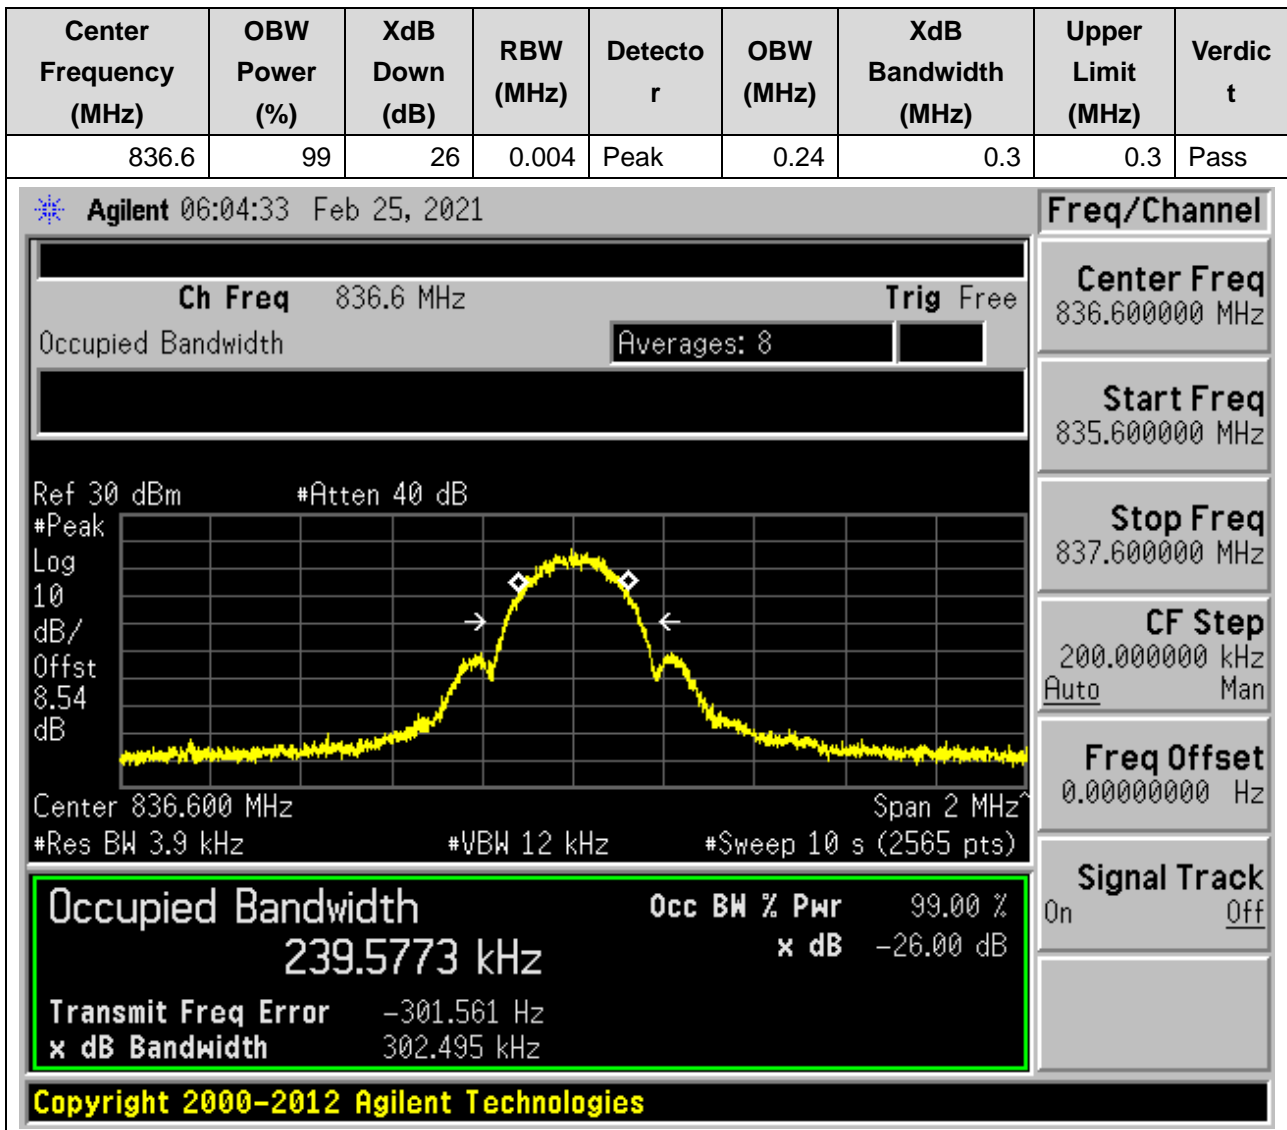 Center Frequency (MHz) OBW Power (%) XdB Down (dB) RBW (MHz) Detecto r OBW (MHz) XdB Bandwidth (MHz) Upper Limit (MHz) Verdic t
836.6 99 26 0.004 Peak 0.24 0.3 0.3 Pass
Agilent 06:04:33 Feb 25, 2021
Ch Freq 836.6 MHz Trig Free
Occupied Bandwidth Averages: 8
Ref 30 dBm #Atten 40 dB
#Peak
Log
10
dB/
Offst
8.54
dB
Center 836.600 MHz Span 2 MHz^
#Res BW 3.9 kHz #VBW 12 kHz #Sweep 10 s (2565 pts)
Occupied Bandwidth Occ BW % Pwr 99.00 %
239.5773 kHz x dB -26.00 dB
Transmit Freq Error -301.561 Hz
x dB Bandwidth 302.495 kHz
Copyright 2000-2012 Agilent Technologies
Freq/Channel
Center Freq
836.600000 MHz
Start Freq
835.600000 MHz
Stop Freq
837.600000 MHz
CF Step
200.000000 kHz
Auto Man
Freq Offset
0.00000000 Hz
Signal Track
On Off